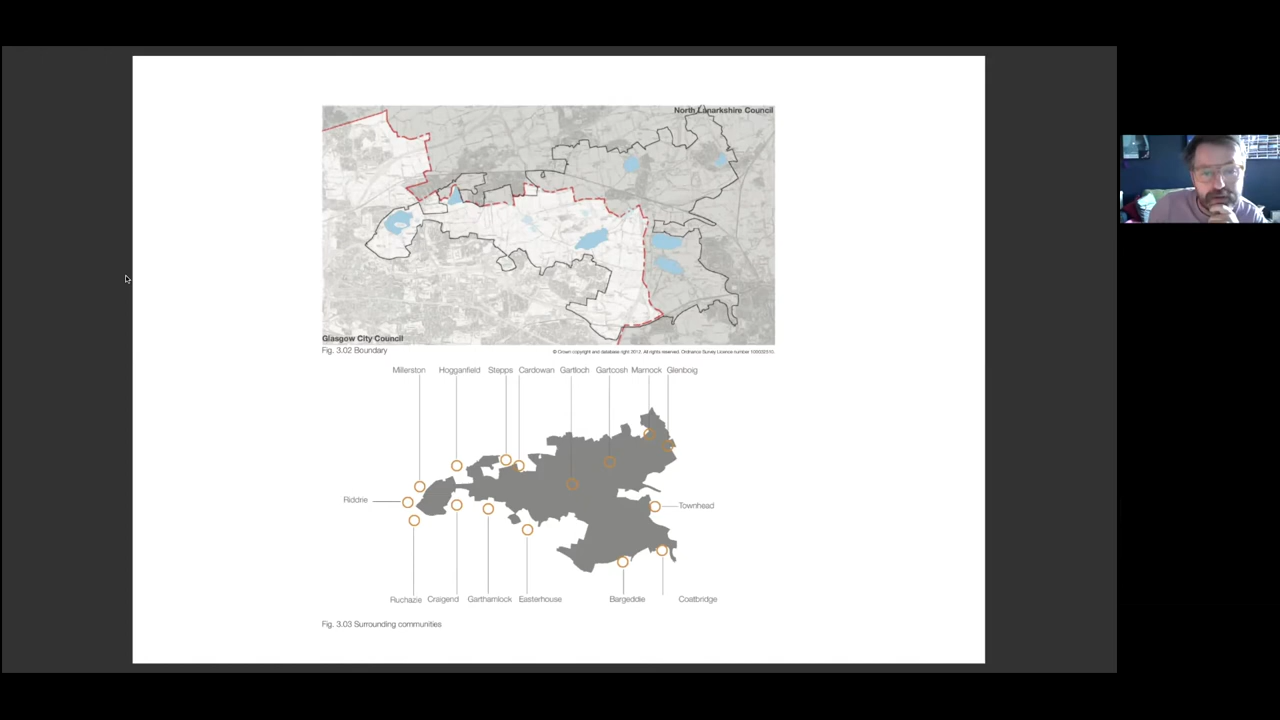 North Lanarkshire Council
Glasgow City Council
Fig. 3.02 Boundary
© Crown copyright and database right 2012. All rights reserved. Ordnance Survey Licence number 100032510.
Millerston Hogganfield Stepps Cardowan Gartloch Gartcosh Marnock Glenboig
Riddrie
Townhead
Ruchazie Craigend Garthamlock Easterhouse Bargeddie Coatbridge
Fig. 3.03 Surrounding communities